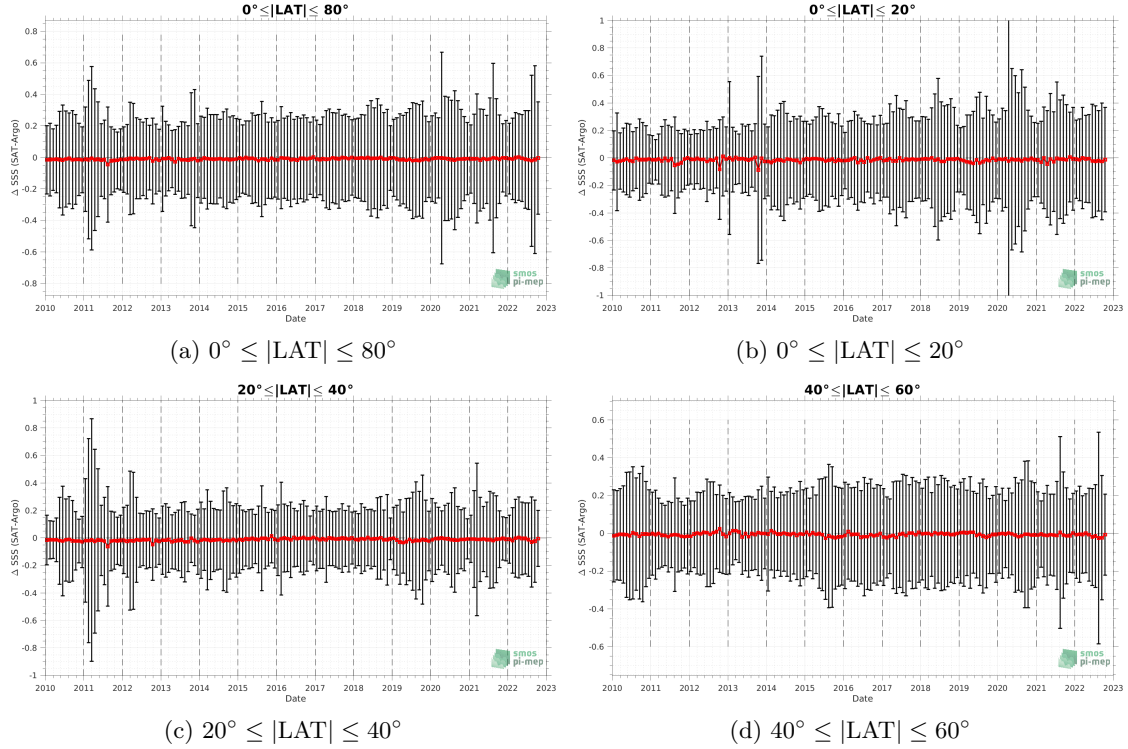 0°≤|LAT|≤ 80°
Δ SSS (SAT-Argo)
0.8
0.6
0.4
0.2
0
-0.2
-0.4
-0.6
-0.8
smos
pi-mep
2010 2011 2012 2013 2014 2015 2016 2017 2018 2019 2020 2021 2022 2023
Date
(a) 0° ≤ |LAT| ≤ 80°
0°≤|LAT|≤ 20°
Δ SSS (SAT-Argo)
1
0.8
0.6
0.4
0.2
0
-0.2
-0.4
-0.6
-0.8
-1
smos
pi-mep
2010 2011 2012 2013 2014 2015 2016 2017 2018 2019 2020 2021 2022 2023
Date
(b) 0° ≤ |LAT| ≤ 20°
20°≤|LAT|≤ 40°
Δ SSS (SAT-Argo)
1
0.8
0.6
0.4
0.2
0
-0.2
-0.4
-0.6
-0.8
-1
smos
pi-mep
2010 2011 2012 2013 2014 2015 2016 2017 2018 2019 2020 2021 2022 2023
Date
(c) 20° ≤ |LAT| ≤ 40°
40°≤|LAT|≤ 60°
Δ SSS (SAT-Argo)
0.6
0.4
0.2
0
-0.2
-0.4
-0.6
smos
pi-mep
2010 2011 2012 2013 2014 2015 2016 2017 2018 2019 2020 2021 2022 2023
Date
(d) 40° ≤ |LAT| ≤ 60°